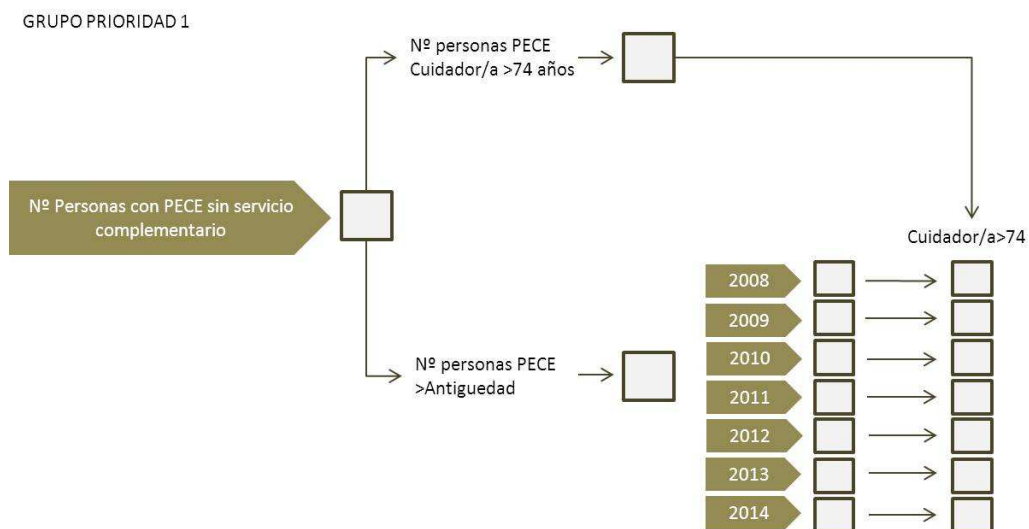 GRUPO PRIORIDAD 1
Nº personas PECE
Cuidador/a >74 años
Nº Personas con PECE sin servicio
complementario
Cuidador/a>74
2008
2009
Nº personas PECE
>Antiguedad
2010
2011
2012
2013
2014